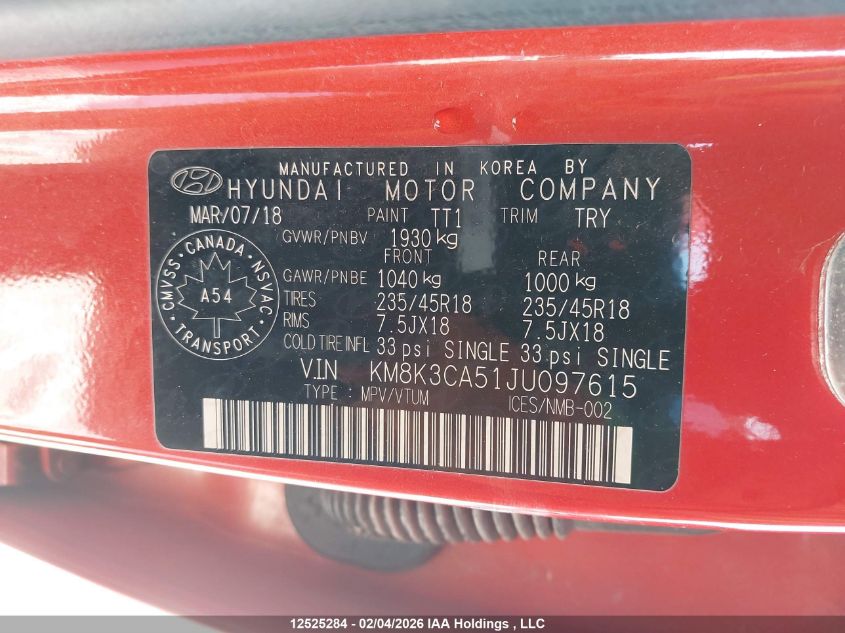 MANUFACTURED IN KOREA BY
HYUNDAI MOTOR COMPANY
MAR/07/18 PAINT TT1 TRIM TRY
GVWR/PNBV 1930 kg
FRONT REAR
GAWR/PNBE 1040 kg 1000 kg
TIRES 235/45R18 235/45R18
RIMS 7.5JX18 7.5JX18
COLD TIRE INFL 33 psi SINGLE 33 psi SINGLE
VIN KM8K3CA51JU097615
TYPE : MPV/VTUM ICES/NMB-002
CANADA
CMVSS NSVAC
A54
TRANSPORT
12525284 - 02/04/2026 IAA Holdings , LLC